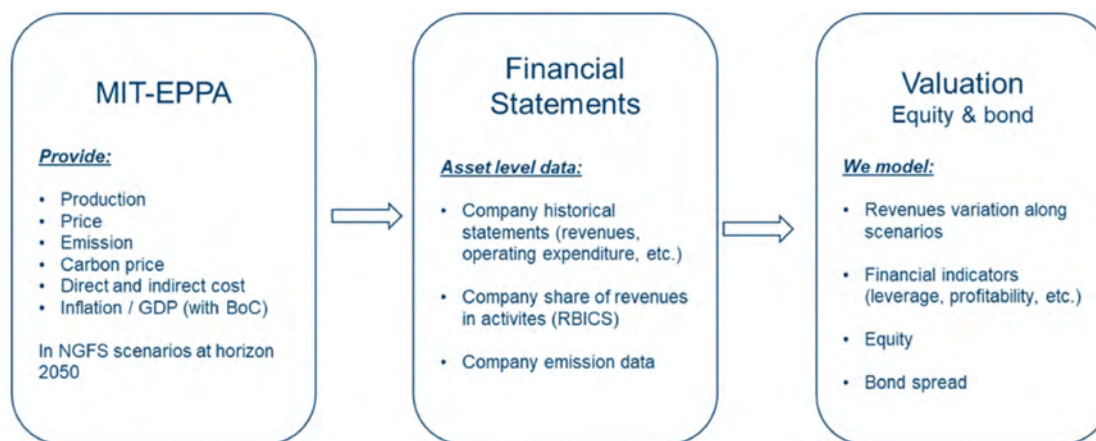 MIT-EPPA
Provide:
• Production
• Price
• Emission
• Carbon price
• Direct and indirect cost
• Inflation / GDP (with BoC)
In NGFS scenarios at horizon
2050
Financial
Statements
Asset level data:
• Company historical
statements (revenues,
operating expenditure, etc.)
• Company share of revenues
in activites (RBICS)
• Company emission data
Valuation
Equity & bond
We model:
• Revenues variation along
scenarios
• Financial indicators
(leverage, profitability, etc.)
• Equity
• Bond spread